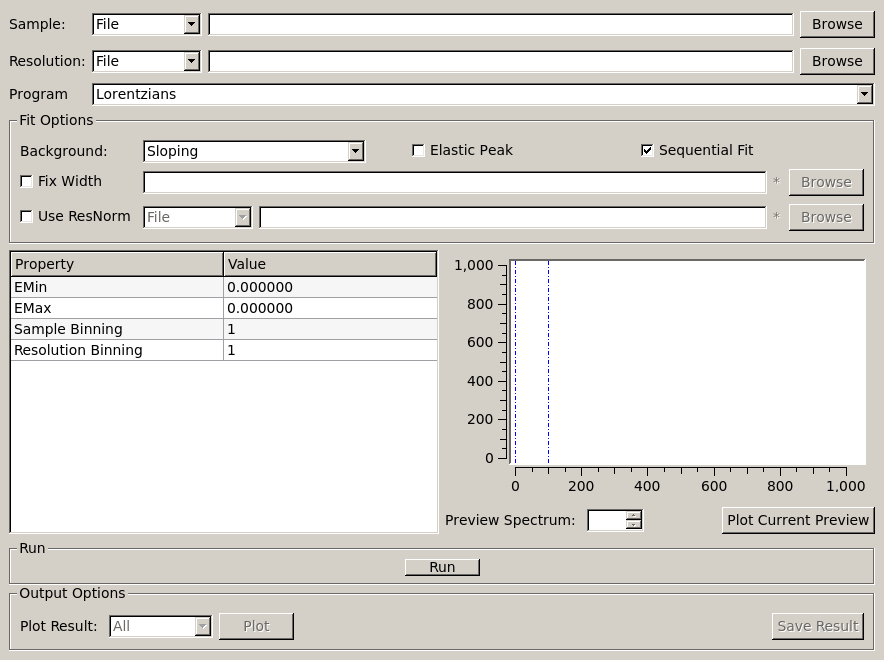 Sample: File Browse
Resolution: File Browse
Program Lorentzians
Fit Options
Background: Sloping Elastic Peak Sequential Fit
Fix Width * Browse
Use ResNorm File * Browse
Property Value
EMin 0.000000
EMax 0.000000
Sample Binning 1
Resolution Binning 1
1,000
800
600
400
200
0
0 200 400 600 800 1,000
Preview Spectrum: Plot Current Preview
Run
Run
Output Options
Plot Result: All Plot Save Result